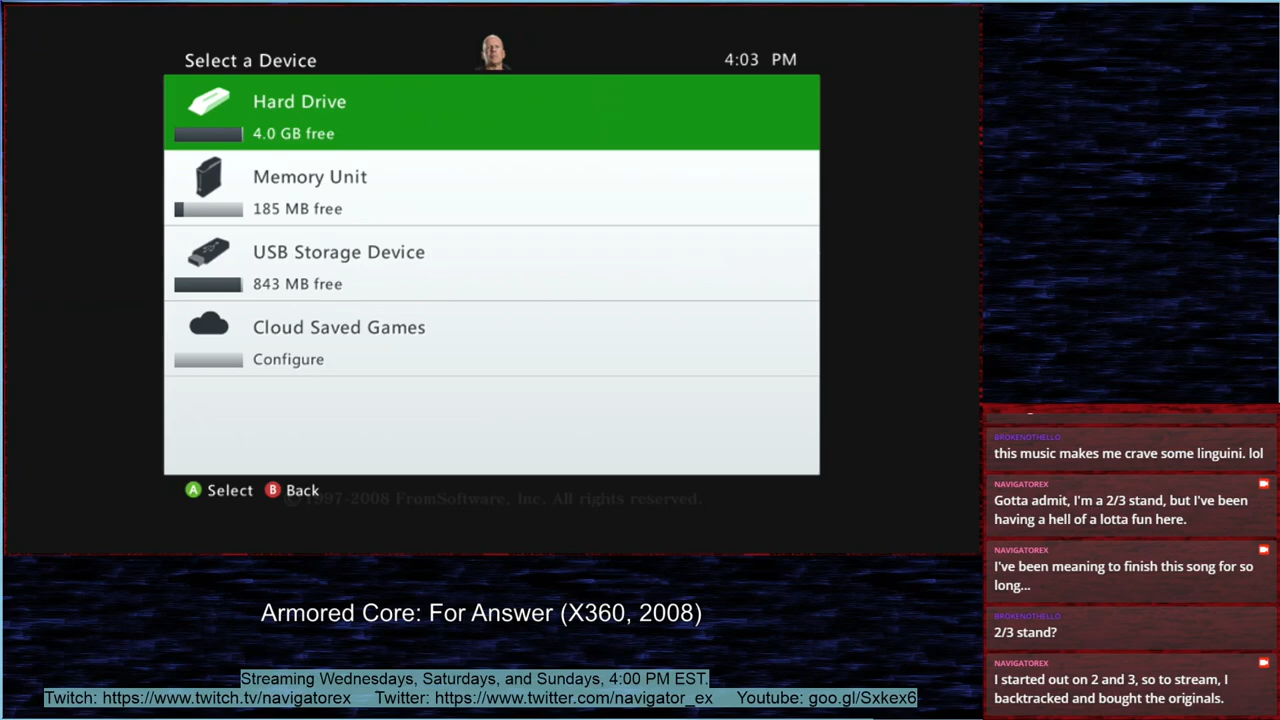 Select a Device
4:03 PM
Hard Drive
4.0 GB free
Memory Unit
185 MB free
USB Storage Device
843 MB free
Cloud Saved Games
Configure
A Select B Back
©1997-2008 FromSoftware, Inc. All rights reserved.
Armored Core: For Answer (X360, 2008)
Streaming Wednesdays, Saturdays, and Sundays, 4:00 PM EST.
Twitch: https://www.twitch.tv/navigatorex Twitter: https://www.twitter.com/navigator_ex Youtube: goo.gl/Sxkex6
BROKENOTHELLO
this music makes me crave some linguini. lol
NAVIGATOREX
Gotta admit, I'm a 2/3 stand, but I've been
having a hell of a lotta fun here.
NAVIGATOREX
I've been meaning to finish this song for so
long...
BROKENOTHELLO
2/3 stand?
NAVIGATOREX
I started out on 2 and 3, so to stream, I
backtracked and bought the originals.